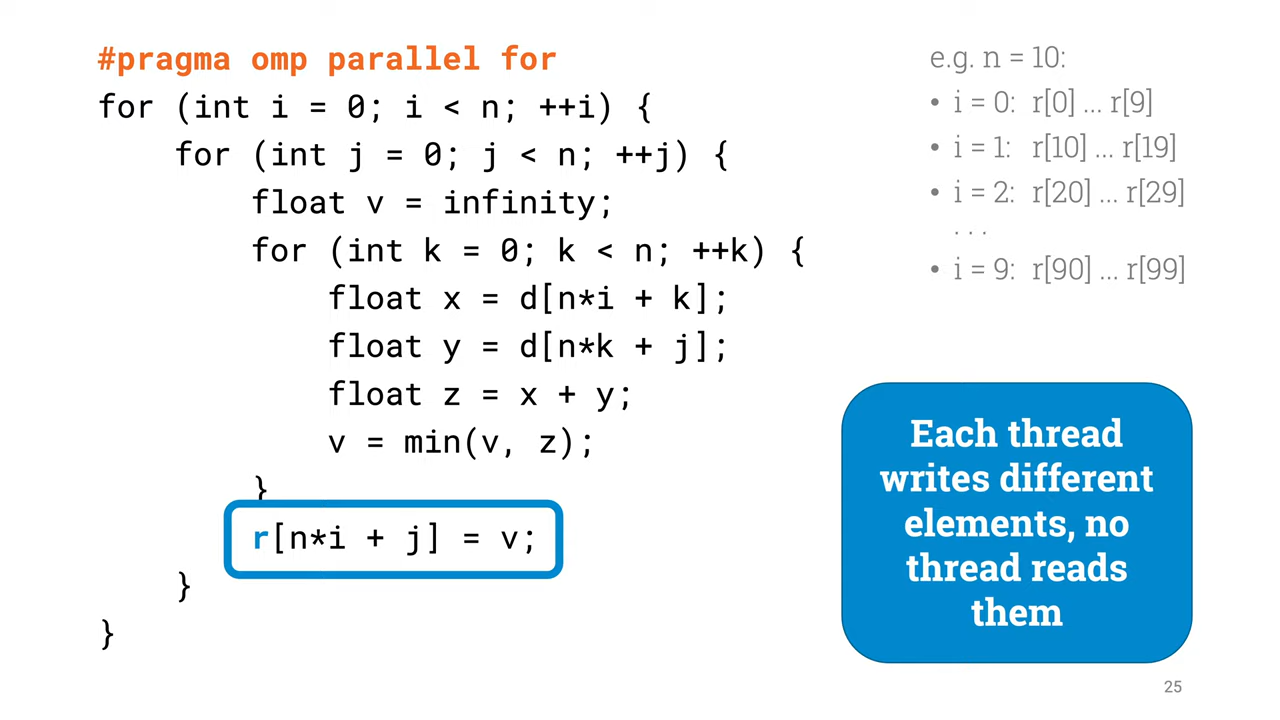 #pragma omp parallel for
for (int i = 0; i < n; ++i) {
    for (int j = 0; j < n; ++j) {
        float v = infinity;
        for (int k = 0; k < n; ++k) {
            float x = d[n*i + k];
            float y = d[n*k + j];
            float z = x + y;
            v = min(v, z);
        }
        r[n*i + j] = v;
    }
}
e.g. n = 10:
• i = 0: r[0] ... r[9]
• i = 1: r[10] ... r[19]
• i = 2: r[20] ... r[29]
. . .
• i = 9: r[90] ... r[99]
Each thread
writes different
elements, no
thread reads
them
25